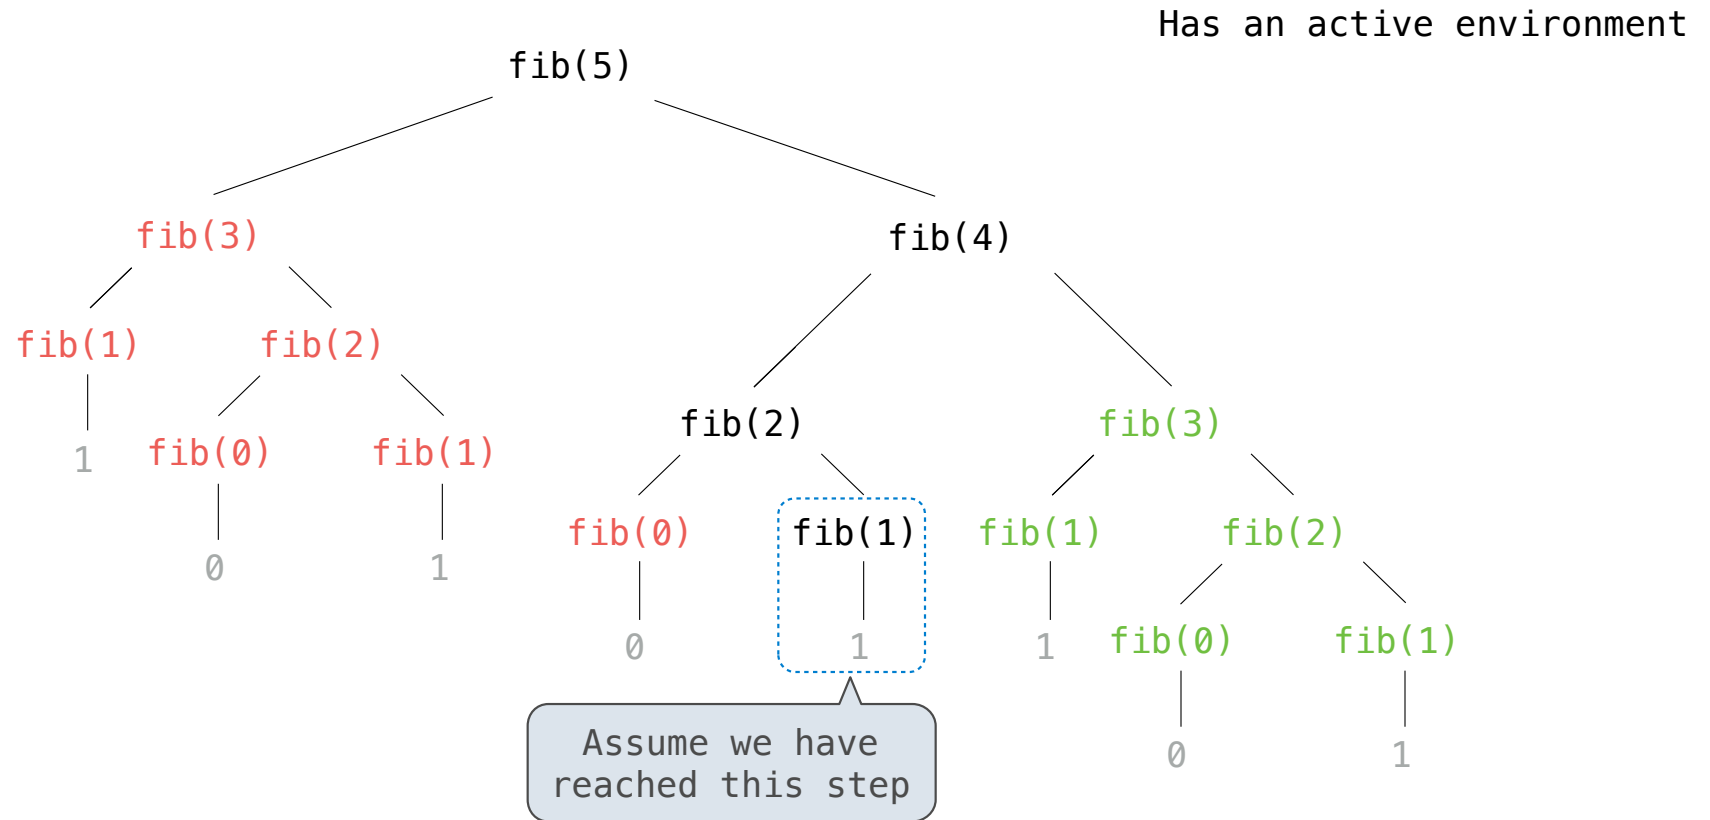 Has an active environment
fib(5)
fib(3)
fib(4)
fib(1)
fib(2)
fib(2)
fib(3)
1
fib(0)
fib(1)
fib(0)
fib(1)
fib(1)
fib(2)
0
1
0
1
1
fib(0)
fib(1)
0
1
Assume we have
reached this step